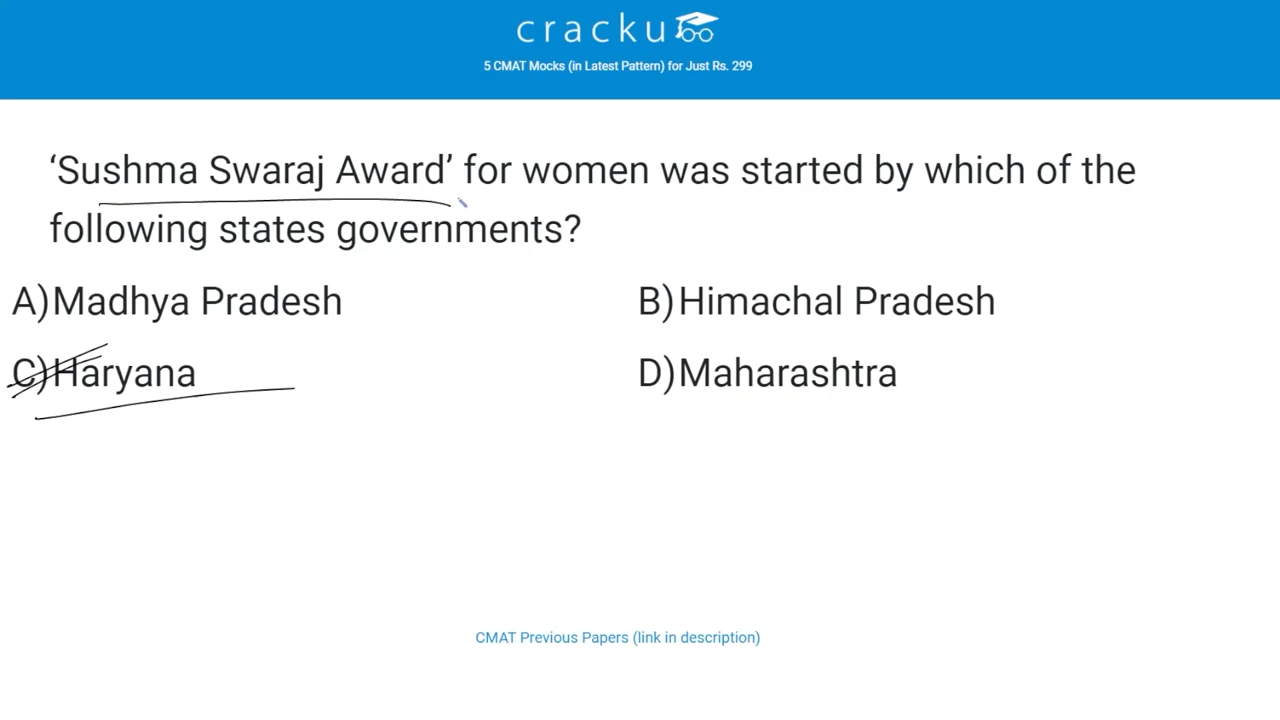 cracku
5 CMAT Mocks (in Latest Pattern) for Just Rs. 299
‘Sushma Swaraj Award’ for women was started by which of the
following states governments?
A)Madhya Pradesh
B)Himachal Pradesh
C)Haryana
D)Maharashtra
CMAT Previous Papers (link in description)